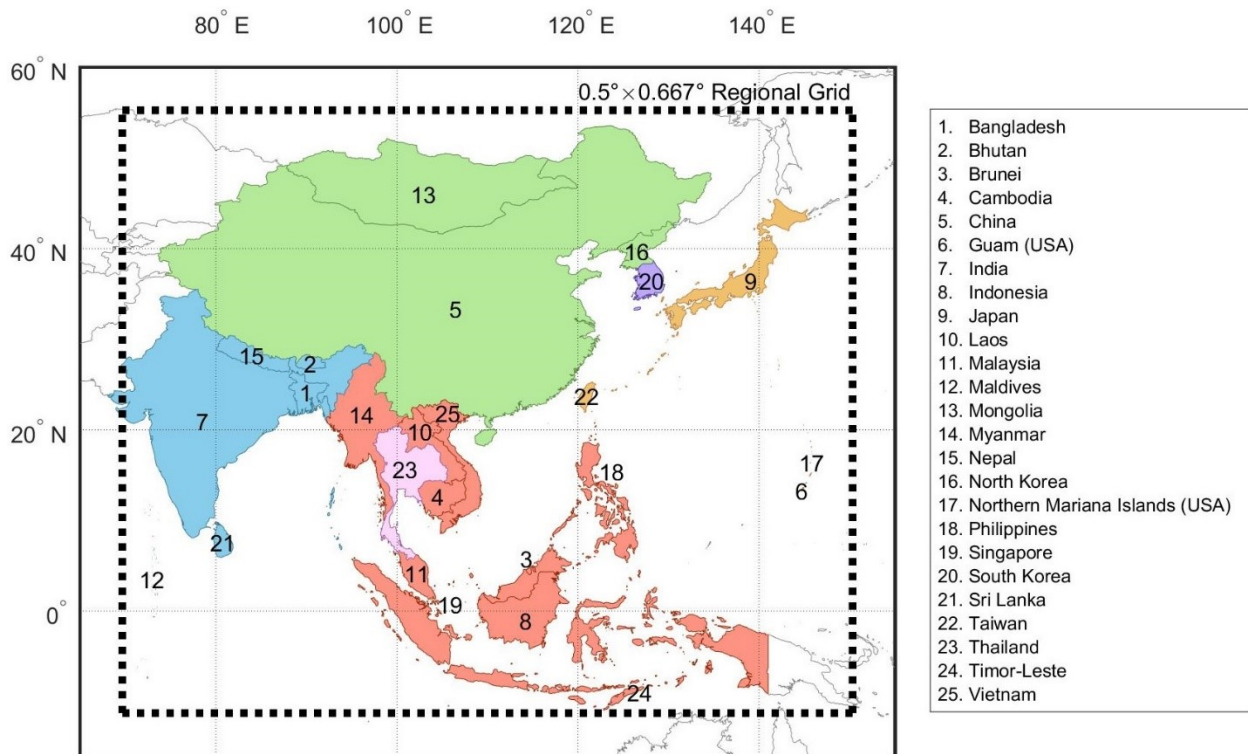 80° E 100° E 120° E 140° E
60° N
0.5°×0.667° Regional Grid
13
40° N
16
20
9
5
15
2
1
22
14
25
7
10
20° N
23
18
17
4
6
21
3
12
11
19
0°
8
24
1. Bangladesh
2. Bhutan
3. Brunei
4. Cambodia
5. China
6. Guam (USA)
7. India
8. Indonesia
9. Japan
10. Laos
11. Malaysia
12. Maldives
13. Mongolia
14. Myanmar
15. Nepal
16. North Korea
17. Northern Mariana Islands (USA)
18. Philippines
19. Singapore
20. South Korea
21. Sri Lanka
22. Taiwan
23. Thailand
24. Timor-Leste
25. Vietnam